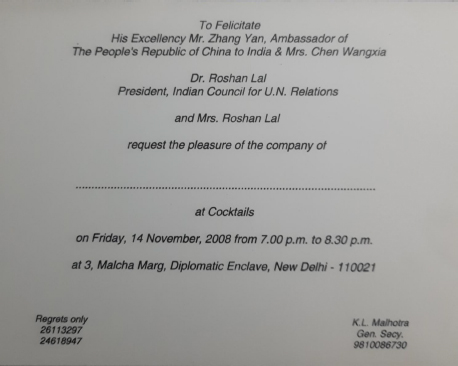 To Felicitate
His Excellency Mr. Zhang Yan, Ambassador of
The People's Republic of China to India & Mrs. Chen Wangxia
Dr. Roshan Lal
President, Indian Council for U.N. Relations
and Mrs. Roshan Lal
request the pleasure of the company of
................................................................................
at Cocktails
on Friday, 14 November, 2008 from 7.00 p.m. to 8.30 p.m.
at 3, Malcha Marg, Diplomatic Enclave, New Delhi - 110021
Regrets only
26113297
24618947
K.L. Malhotra
Gen. Secy.
9810086730